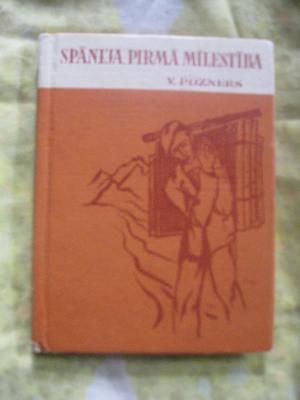 SPĀNIJA, PIRMĀ MĪLESTĪBA
V. POZNERS